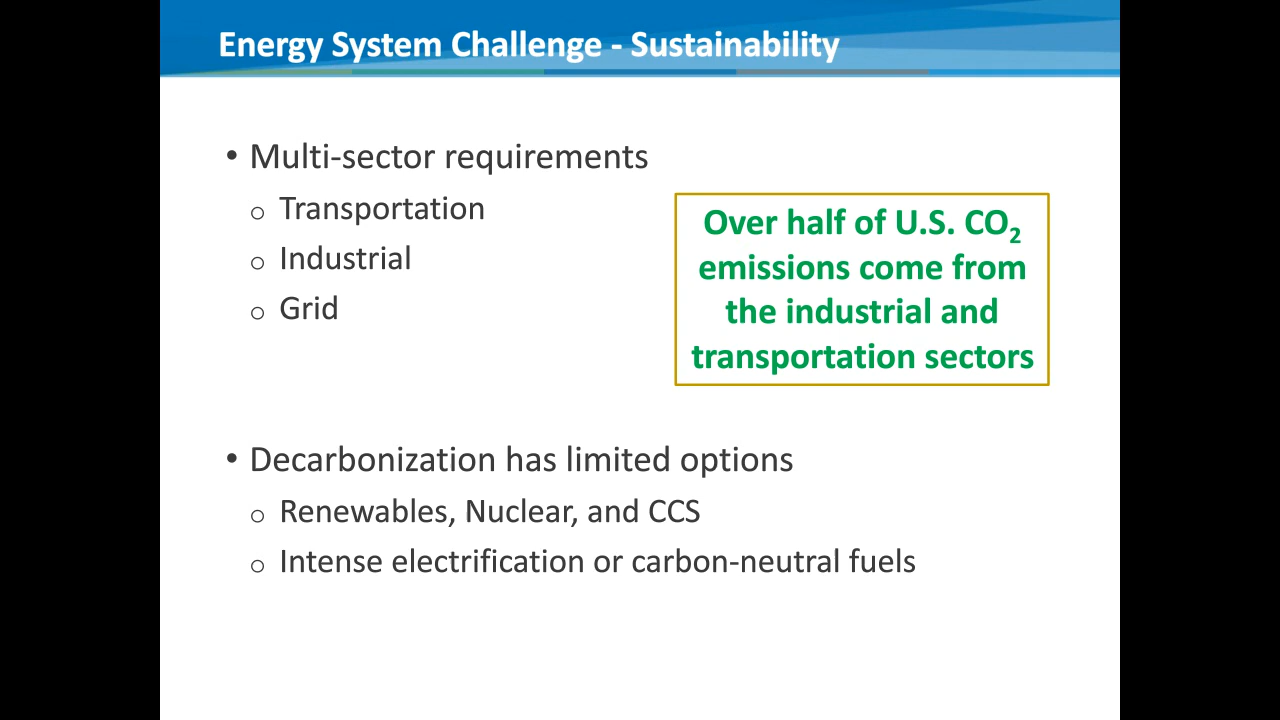 Energy System Challenge - Sustainability
• Multi-sector requirements
o Transportation
o Industrial
o Grid
Over half of U.S. CO₂
emissions come from
the industrial and
transportation sectors
• Decarbonization has limited options
o Renewables, Nuclear, and CCS
o Intense electrification or carbon-neutral fuels